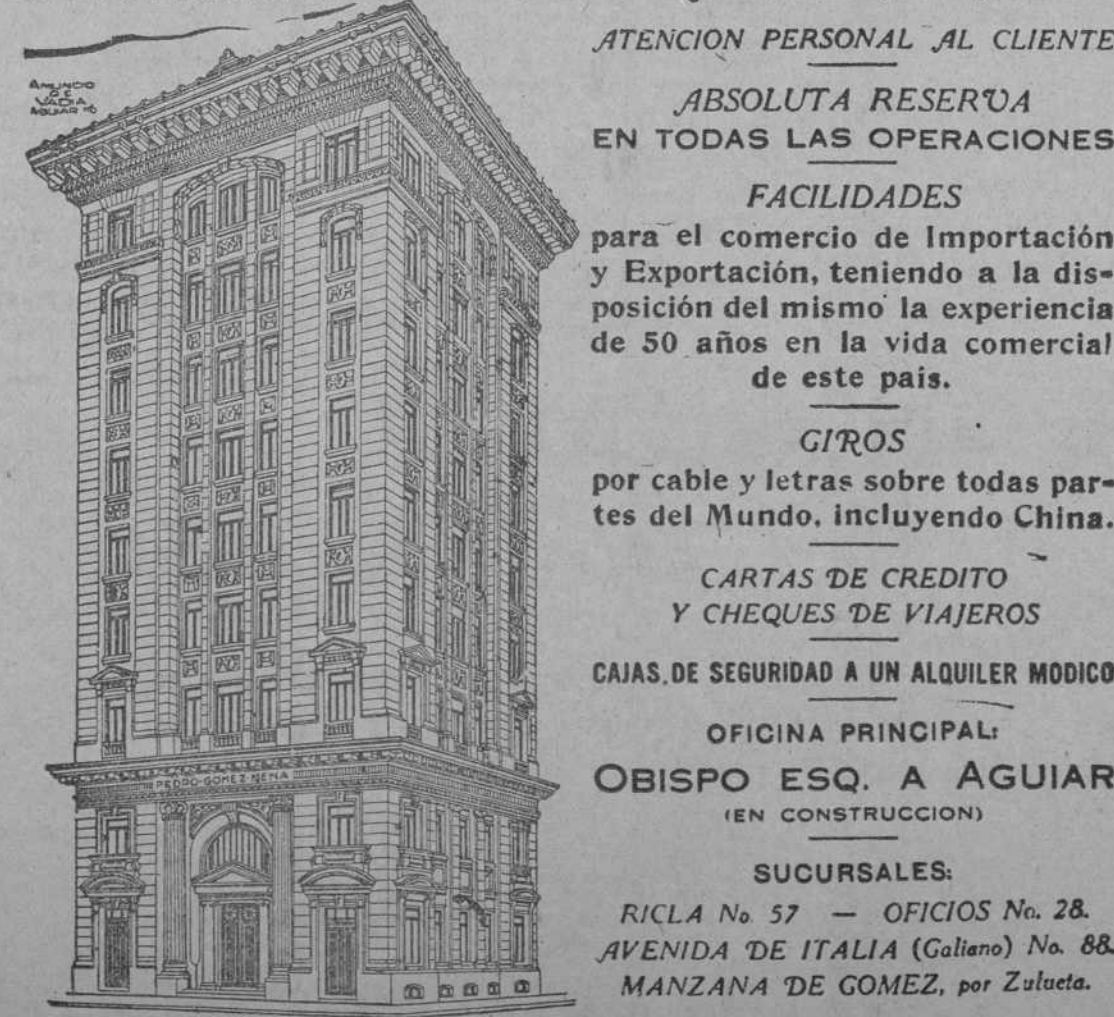 ANUNCIO
DE
VADIA
AGUIAR
PEDRO-GOMEZ-MENA
ATENCION PERSONAL AL CLIENTE
ABSOLUTA RESERVA
EN TODAS LAS OPERACIONES
FACILIDADES
para el comercio de Importación
y Exportación, teniendo a la dis-
posición del mismo la experiencia
de 50 años en la vida comercial
de este pais.
GIROS
por cable y letras sobre todas par-
tes del Mundo, incluyendo China.
CARTAS DE CREDITO
Y CHEQUES DE VIAJEROS
CAJAS DE SEGURIDAD A UN ALQUILER MODICO
OFICINA PRINCIPAL:
OBISPO ESQ. A AGUIAR
(EN CONSTRUCCION)
SUCURSALES:
RICLA No. 57 — OFICIOS No. 28.
AVENIDA DE ITALIA (Galiano) No. 88.
MANZANA DE GOMEZ, por Zulueta.